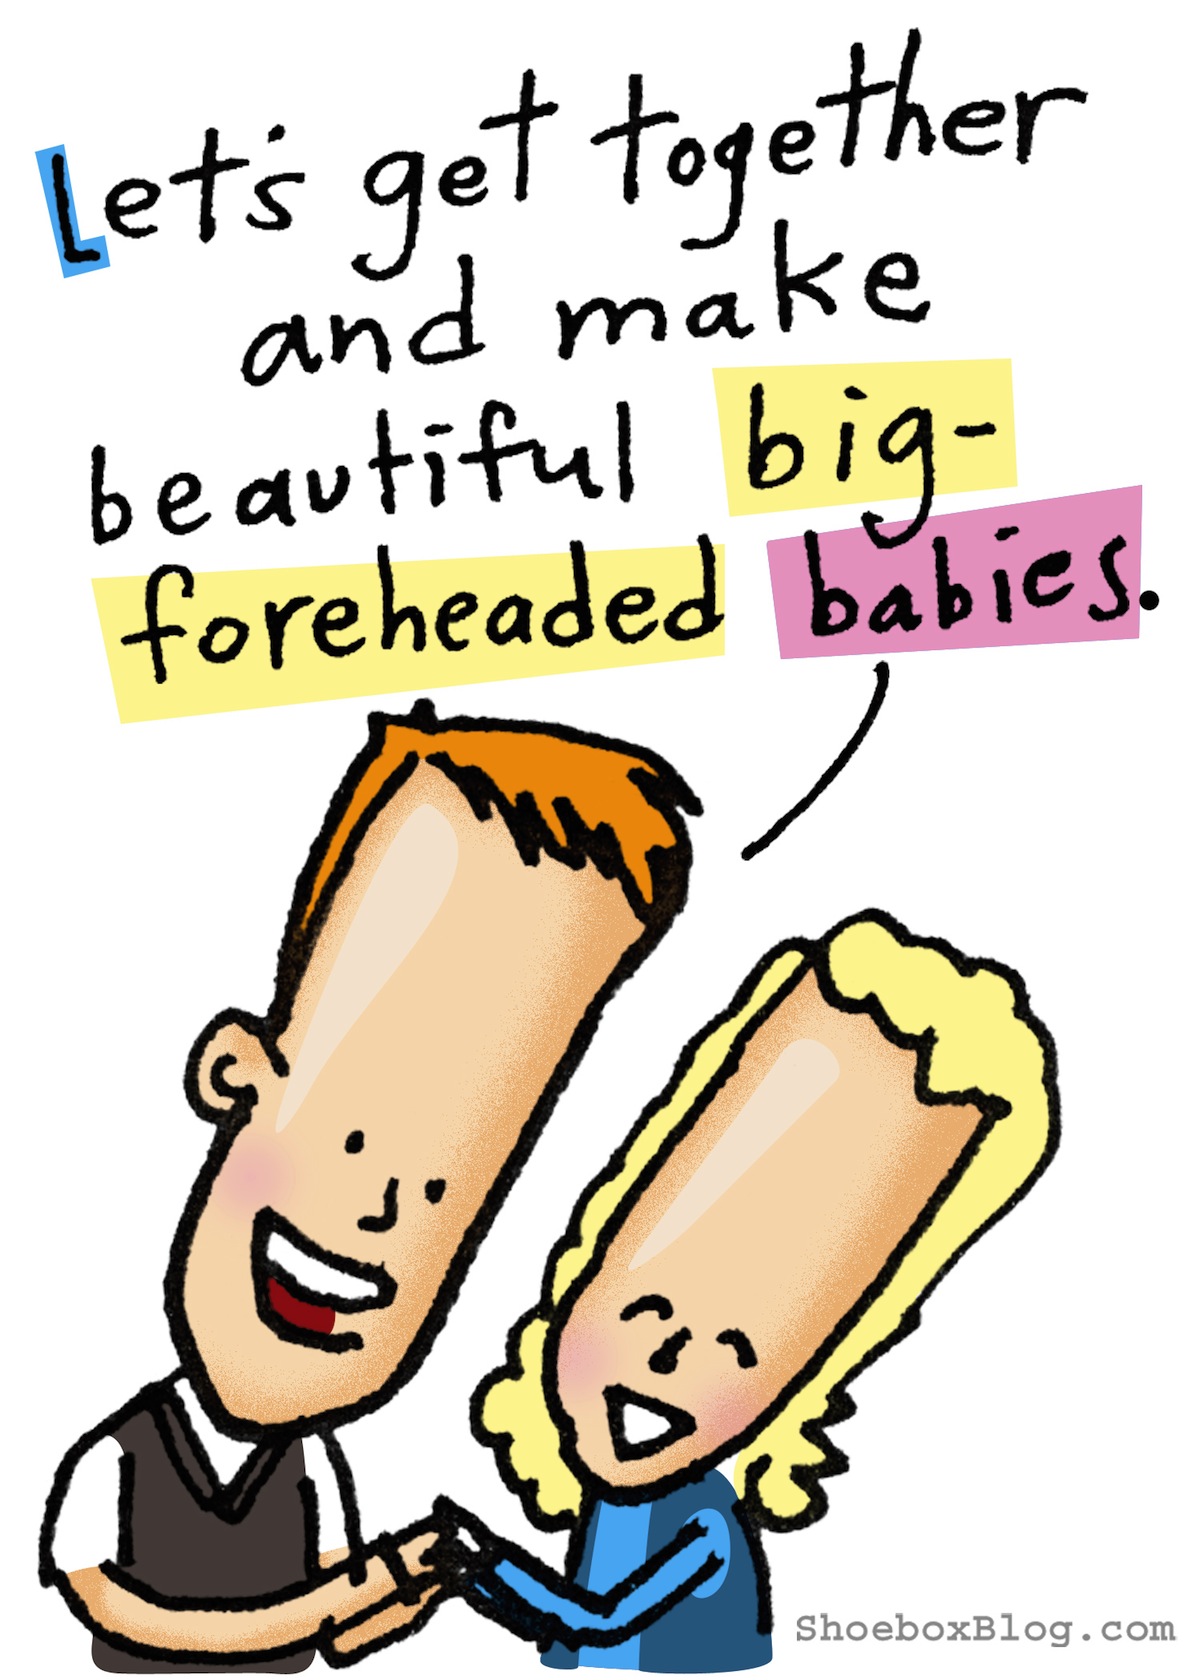 Let's get together
and make
beautiful big-
foreheaded babies.
ShoeboxBlog.com